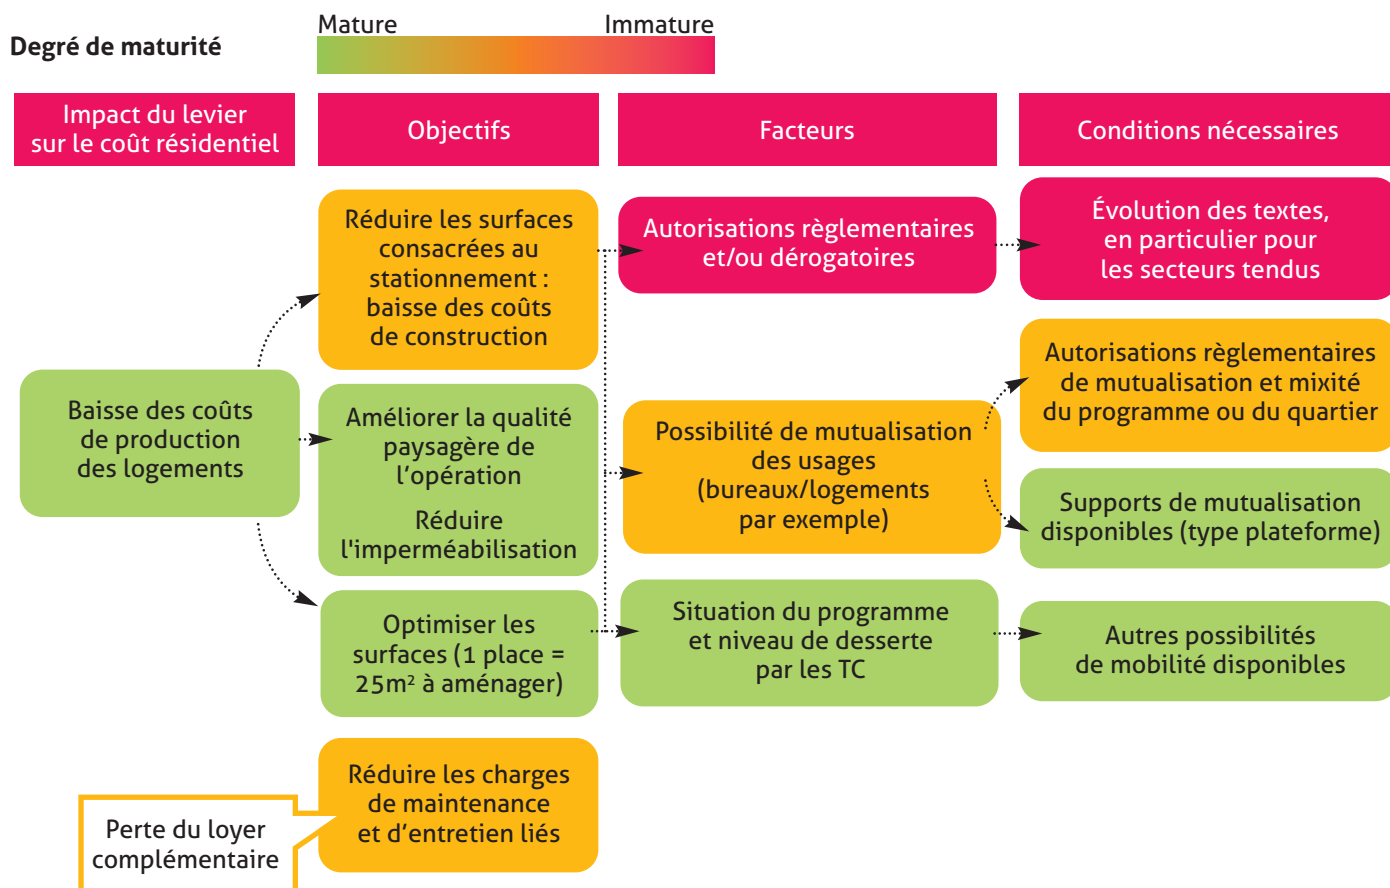 Degré de maturité
Mature
Immature
Impact du levier
sur le coût résidentiel
Objectifs
Facteurs
Conditions nécessaires
Baisse des coûts
de production
des logements
Réduire les surfaces
consacrées au
stationnement :
baisse des coûts
de construction
Améliorer la qualité
paysagère de
l’opération
Réduire
l'imperméabilisation
Optimiser les
surfaces (1 place =
25m² à aménager)
Réduire les charges
de maintenance
et d’entretien liés
Perte du loyer
complémentaire
Autorisations règlementaires
et/ou dérogatoires
Possibilité de mutualisation
des usages
(bureaux/logements
par exemple)
Situation du programme
et niveau de desserte
par les TC
Évolution des textes,
en particulier pour
les secteurs tendus
Autorisations règlementaires
de mutualisation et mixité
du programme ou du quartier
Supports de mutualisation
disponibles (type plateforme)
Autres possibilités
de mobilité disponibles